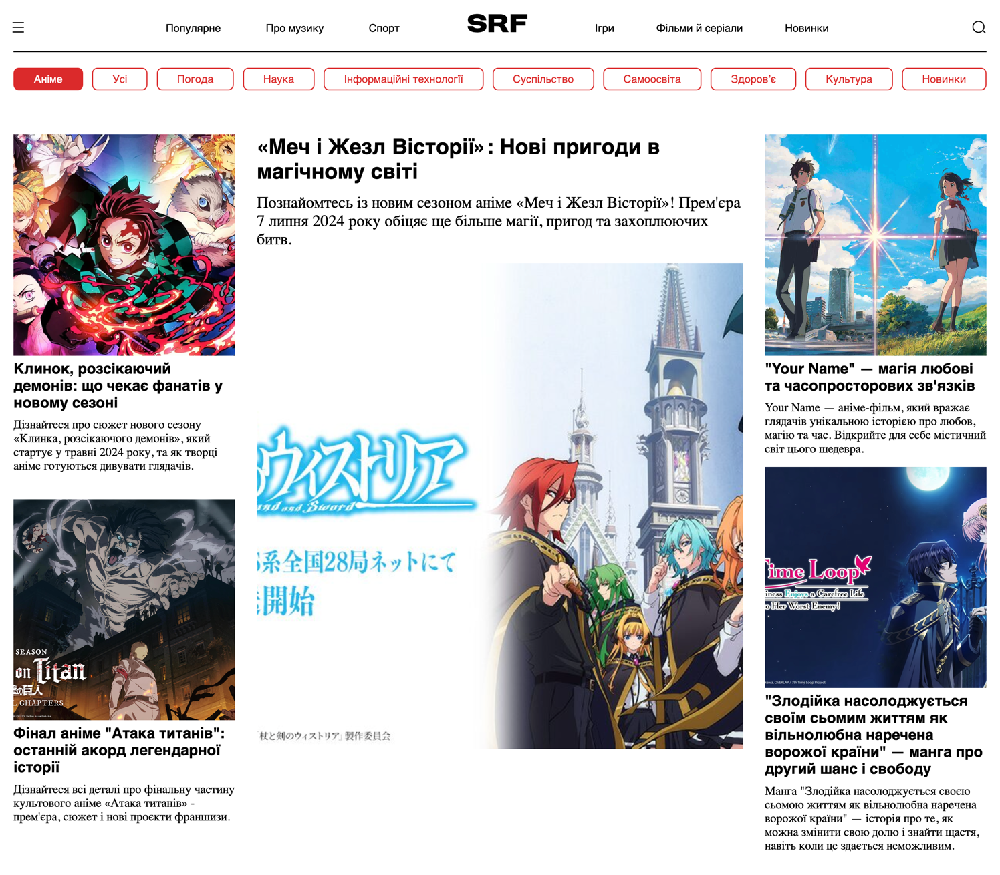 Популярне
Про музику
Спорт
SRF
Ігри
Фільми й серіали
Новинки
Аніме
Усі
Погода
Наука
Інформаційні технології
Суспільство
Самоосвіта
Здоров'є
Культура
Новинки
Клинок, розсікаючий
демонів: що чекає фанатів у
новому сезоні
Дізнайтеся про сюжет нового сезону
«Клинка, розсікаючого демонів», який
стартує у травні 2024 року, та як творці
аніме готуються дивувати глядачів.
SEASON
on Titan
の巨人
L CHAPTERS
Фінал аніме "Атака титанів":
останній акорд легендарної
історії
Дізнайтеся всі деталі про фінальну частину
культового аніме «Атака титанів» -
прем'єра, сюжет і нові проєкти франшизи.
«Меч і Жезл Вісторії» : Нові пригоди в
магічному світі
Познайомтесь із новим сезоном аніме «Меч і Жезл Вісторії»! Прем'єра
7 липня 2024 року обіцяє ще більше магії, пригод та захоплюючих
битв.
ウィストリア
and and Sword
系全国28局ネットにて
開始
「杖と剣のウィストリア」製作委員会
"Your Name" — магія любові
та часопросторових зв'язків
Your Name — аніме-фільм, який вражає
глядачів унікальною історією про любов,
магію та час. Відкрийте для себе містичний
світ цього шедевра.
Time Loop
iness Enjoys a Carefree Life
o Her Worst Enemy!
kawa, OVERLAP / 7th Time Loop Project
"Злодійка насолоджується
своїм сьомим життям як
вільнолюбна наречена
ворожої країни" — манга про
другий шанс і свободу
Манга "Злодійка насолоджується своєю
сьомою життям як вільнолюбна наречена
ворожої країни" — історія про те, як
можна змінити свою долю і знайти щастя,
навіть коли це здається неможливим.